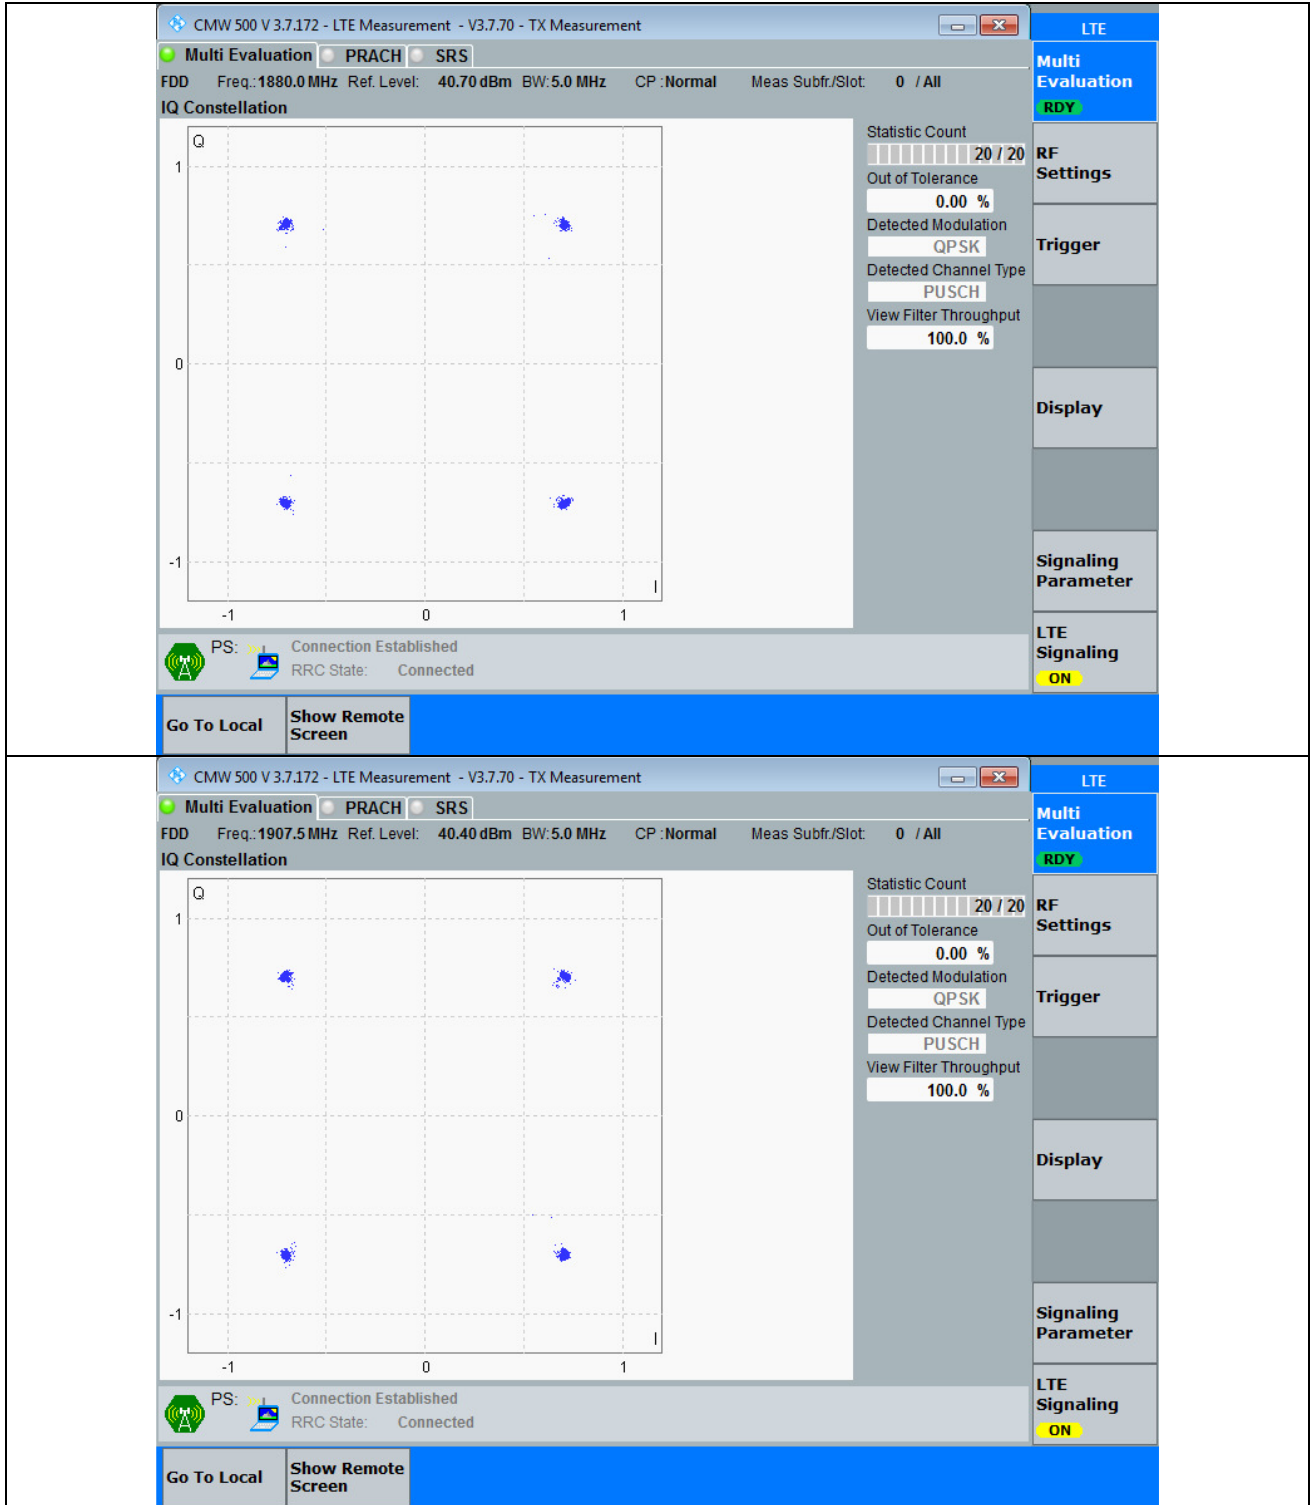 CMW 500 V 3.7.172 - LTE Measurement - V3.7.70 - TX Measurement
LTE
Multi Evaluation PRACH SRS
Multi
Evaluation
RDY
FDD Freq.: 1880.0 MHz Ref. Level: 40.70 dBm BW: 5.0 MHz CP : Normal Meas Subfr./Slot: 0 / All
IQ Constellation
Q
1
0
-1
I
-1 0 1
Statistic Count
20 / 20
Out of Tolerance
0.00 %
Detected Modulation
QPSK
Detected Channel Type
PUSCH
View Filter Throughput
100.0 %
RF
Settings
Trigger
Display
Signaling
Parameter
LTE
Signaling
ON
PS: Connection Established
RRC State: Connected
Go To Local
Show Remote
Screen
CMW 500 V 3.7.172 - LTE Measurement - V3.7.70 - TX Measurement
LTE
Multi Evaluation PRACH SRS
Multi
Evaluation
RDY
FDD Freq.: 1907.5 MHz Ref. Level: 40.40 dBm BW: 5.0 MHz CP : Normal Meas Subfr./Slot: 0 / All
IQ Constellation
Q
1
0
-1
I
-1 0 1
Statistic Count
20 / 20
Out of Tolerance
0.00 %
Detected Modulation
QPSK
Detected Channel Type
PUSCH
View Filter Throughput
100.0 %
RF
Settings
Trigger
Display
Signaling
Parameter
LTE
Signaling
ON
PS: Connection Established
RRC State: Connected
Go To Local
Show Remote
Screen